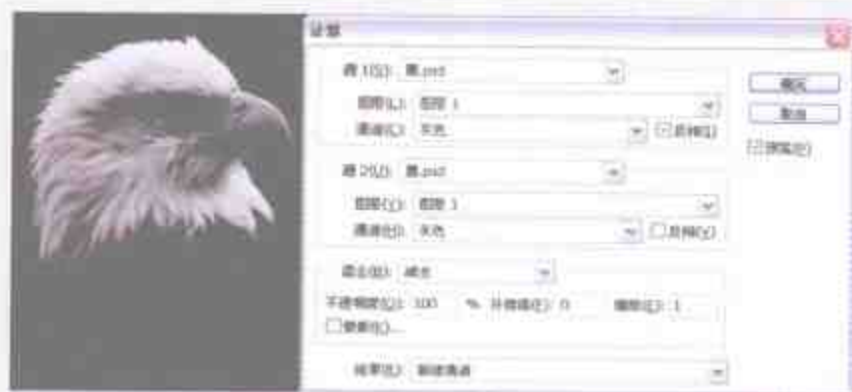 计算
源 1(S): 鹰.psd
确定
图层(L): 图层 1
取消
通道(C): 灰色 反相(I)
预览(P)
源 2(U): 鹰.psd
图层(Y): 图层 1
通道(H): 灰色 反相(V)
混合(B): 减去
不透明度(O): 100 % 补偿值(F): 0 缩放(E): 1
蒙版(K)...
结果(R): 新建通道